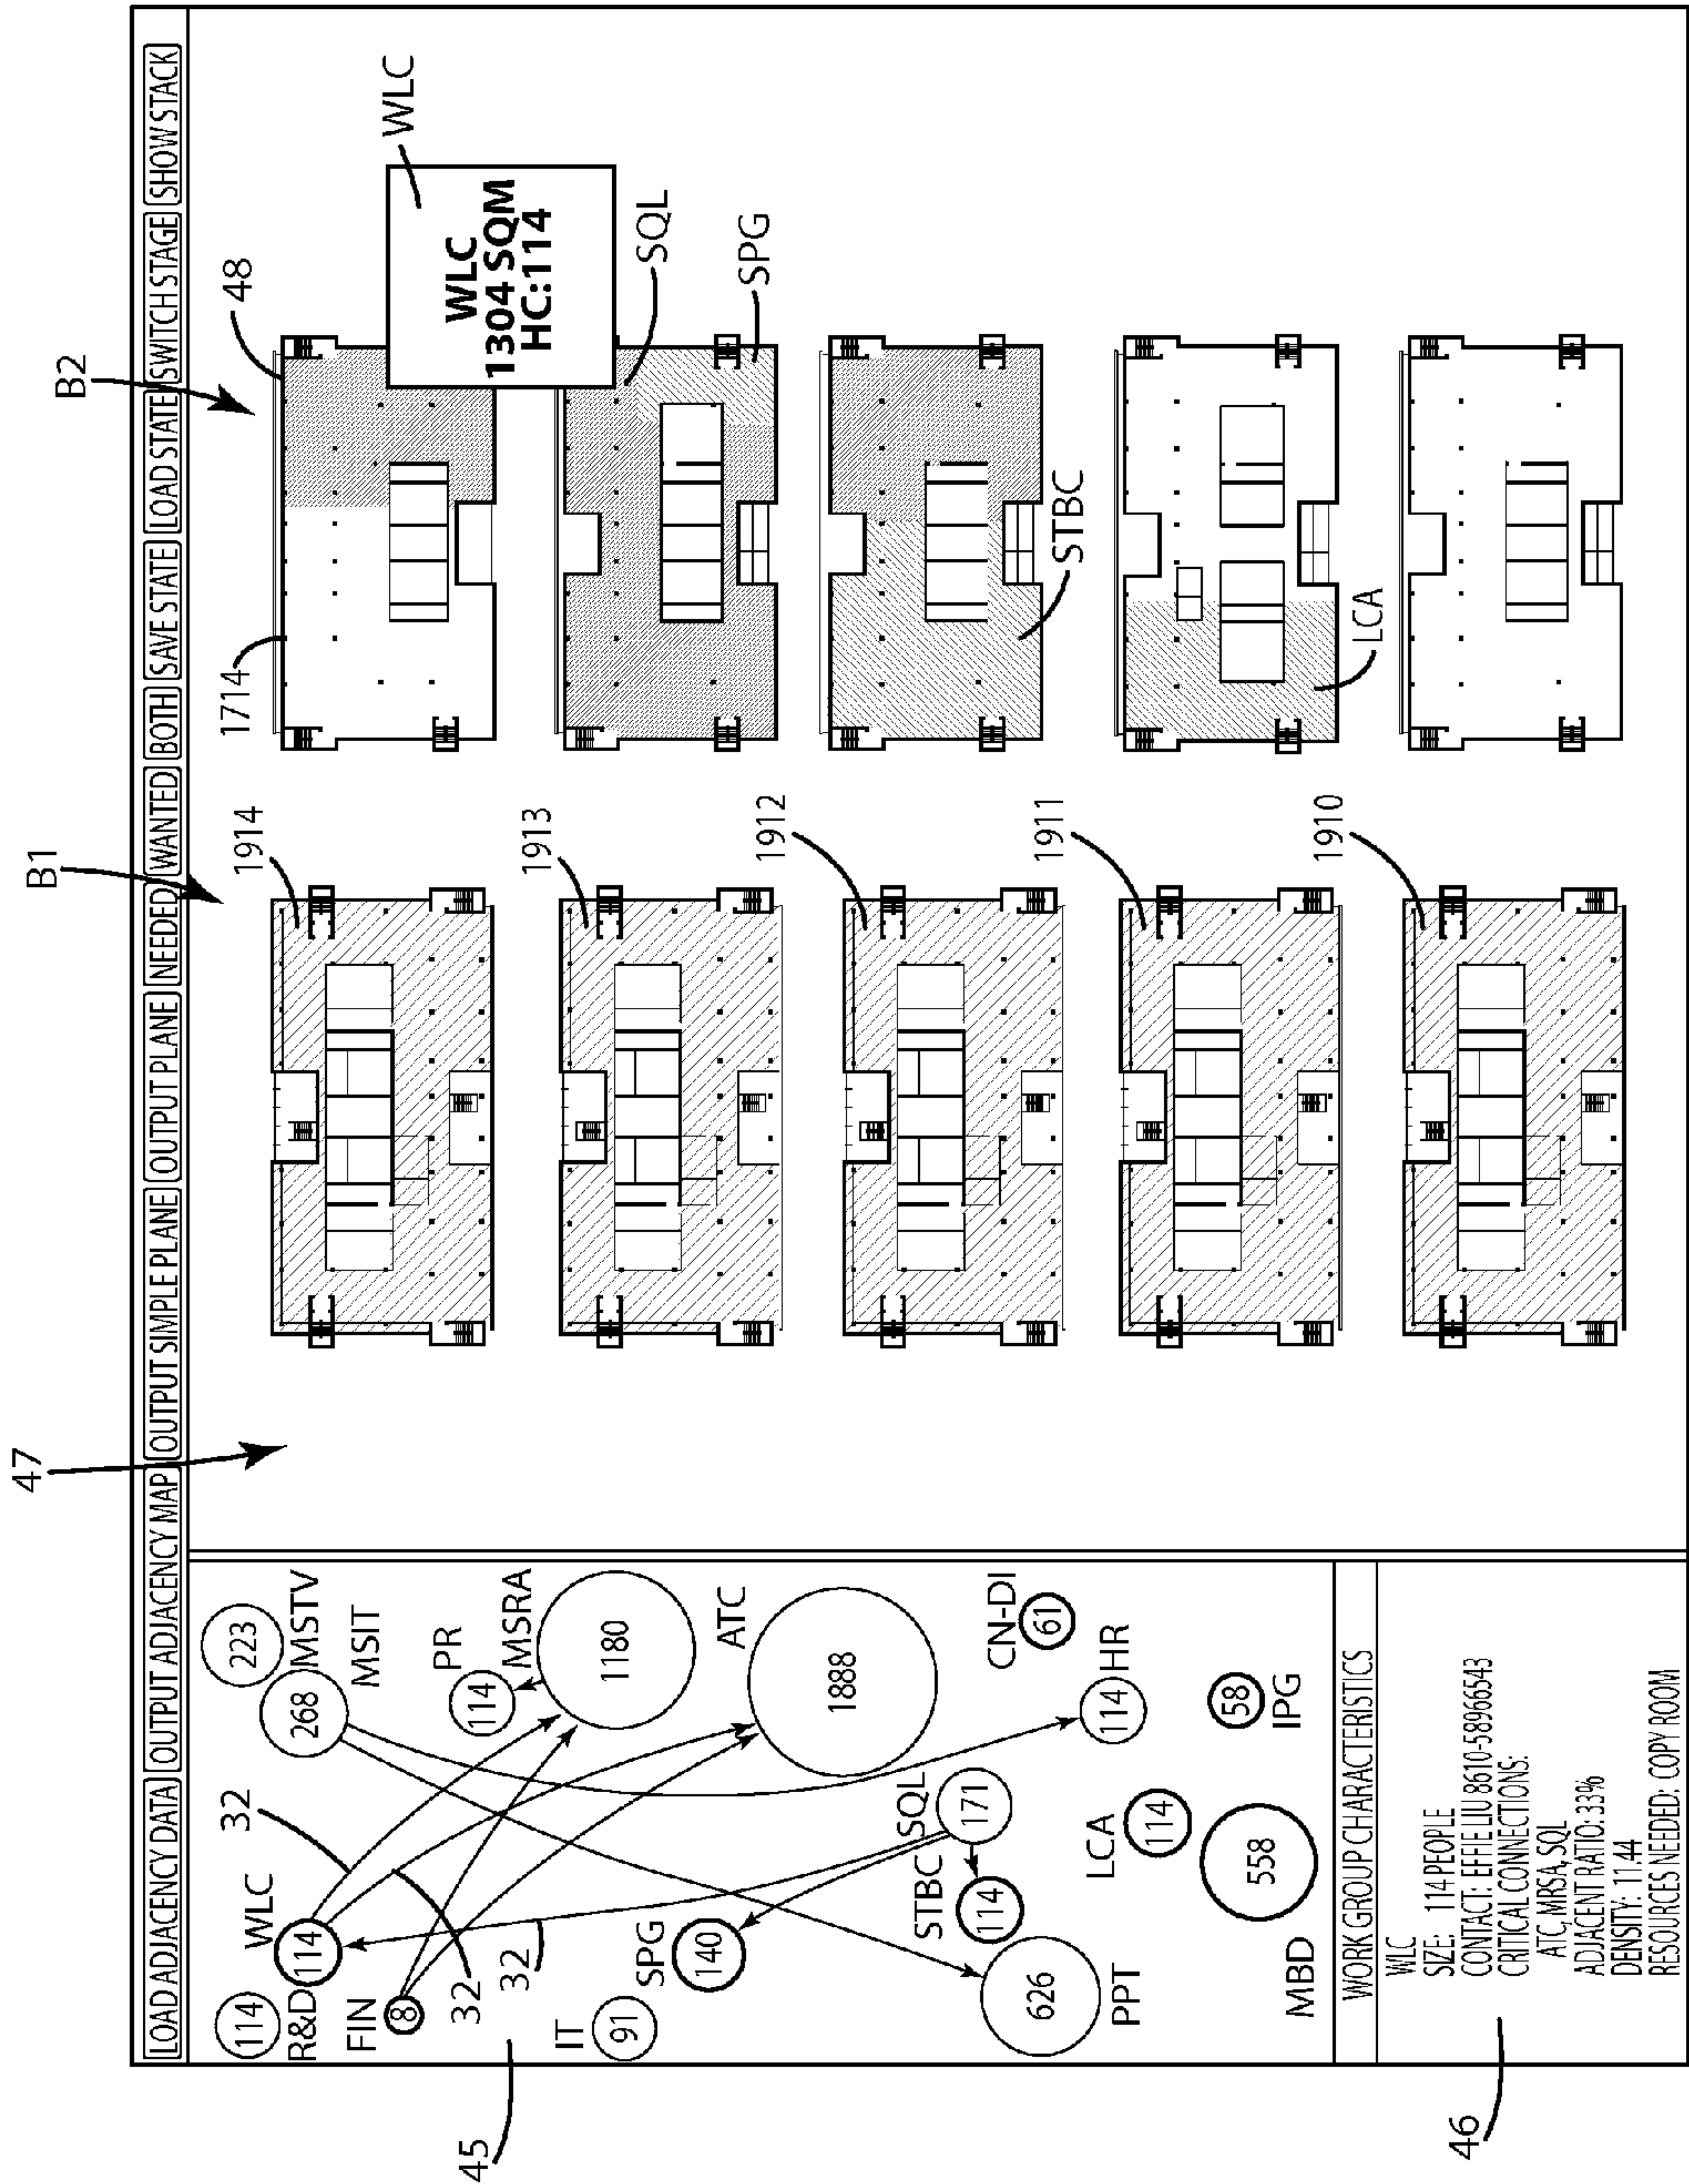 47
B1
B2
LOAD ADJACENCY DATA OUTPUT ADJACENCY MAP OUTPUT SIMPLE PLANE OUTPUT PLANE NEEDED WANTED BOTH SAVE STATE LOAD STATE SWITCH STAGE SHOW STACK
114
R&D
WLC
114
32
268
223
MSTV
MSIT
FIN
8
32
32
PR
114
MSRA
1180
IT
91
SPG
140
ATC
1888
SQL
171
STBC
114
626
PPT
CN-DI
61
114
HR
LCA
114
558
MBD
58
IPG
45
WORK GROUP CHARACTERISTICS
WLC
SIZE: 114 PEOPLE
CONTACT: EFFIE LIU 8610-58966543
CRITICAL CONNECTIONS:
ATC, MRSA, SQL
ADJACENT RATIO: 33%
DENSITY: 11.44
RESOURCES NEEDED: COPY ROOM
46
1914
1913
1912
1911
1910
1714
48
WLC
1304 SQM
HC:114
WLC
SQL
SPG
STBC
LCA